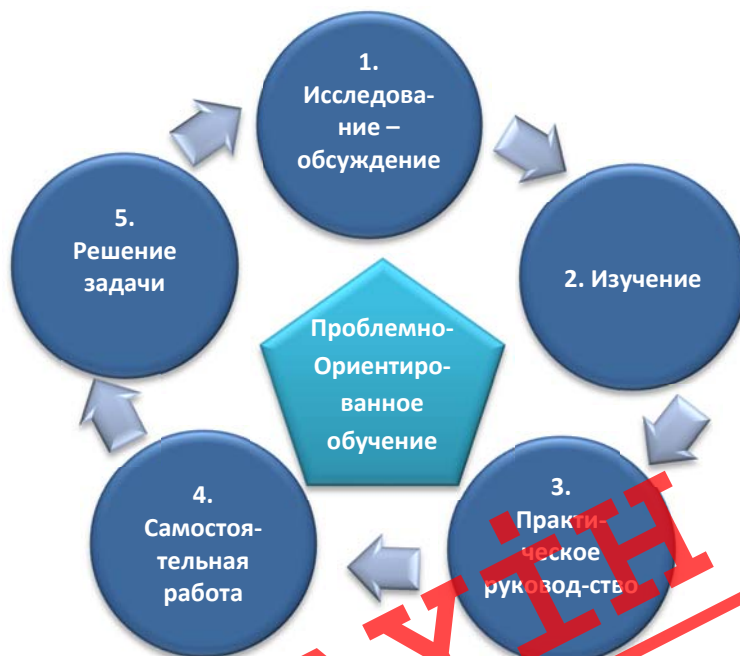 1.
Исследова-
ние –
обсуждение
2. Изучение
3.
Практи-
ческое
руковод-ство
4.
Самостоя-
тельная
работа
5.
Решение
задачи
Проблемно-
Ориентиро-
ванное
обучение